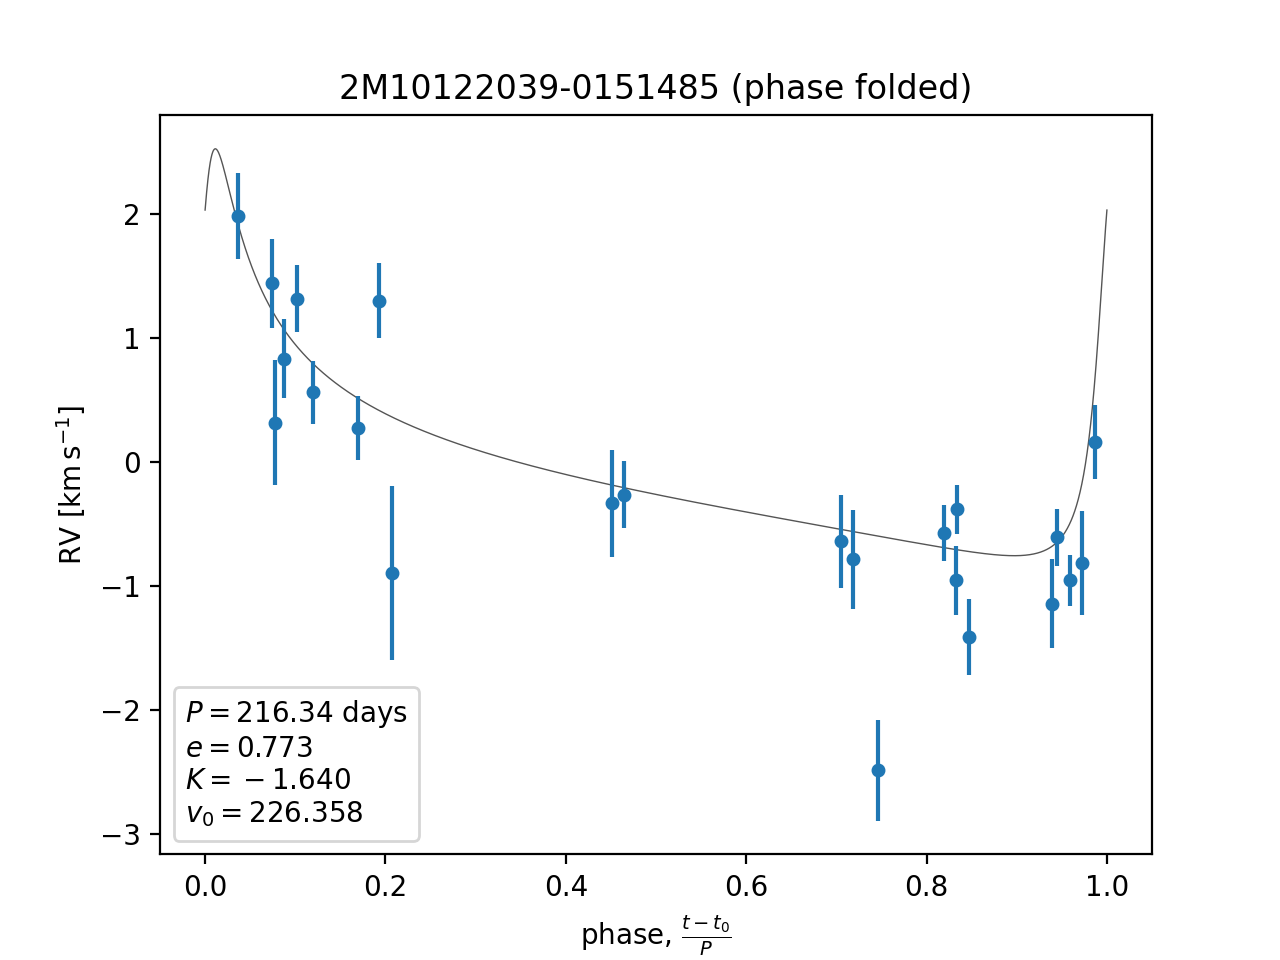 2M10122039-0151485 (phase folded)
RV [km s⁻¹]
2
1
0
−1
−2
−3
P = 216.34 days
e = 0.773
K = −1.640
v₀ = 226.358
0.0 0.2 0.4 0.6 0.8 1.0
phase, (t − t₀)/P